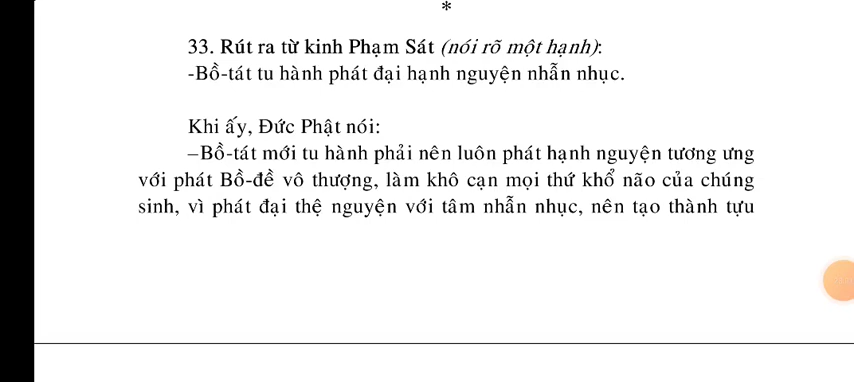 *
33. Rút ra từ kinh Phạm Sát (nói rõ một hạnh):
-Bồ-tát tu hành phát đại hạnh nguyện nhẫn nhục.
Khi ấy, Đức Phật nói:
–Bồ-tát mới tu hành phải nên luôn phát hạnh nguyện tương ưng
với phát Bồ-đề vô thượng, làm khô cạn mọi thứ khổ não của chúng
sinh, vì phát đại thệ nguyện với tâm nhẫn nhục, nên tạo thành tựu